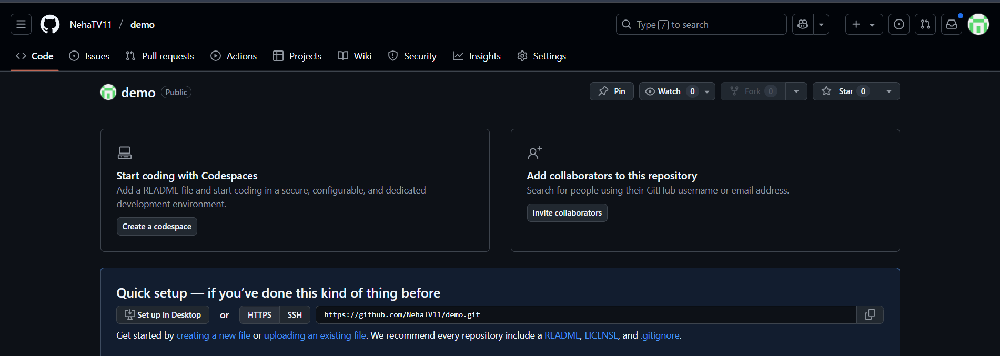 NehaTV11 / demo
Type / to search
Code Issues Pull requests Actions Projects Wiki Security Insights Settings
demo Public
Pin Watch 0 Fork 0 Star 0
Start coding with Codespaces
Add a README file and start coding in a secure, configurable, and dedicated
development environment.
Create a codespace
Add collaborators to this repository
Search for people using their GitHub username or email address.
Invite collaborators
Quick setup — if you’ve done this kind of thing before
Set up in Desktop or HTTPS SSH https://github.com/NehaTV11/demo.git
Get started by creating a new file or uploading an existing file. We recommend every repository include a README, LICENSE, and .gitignore.